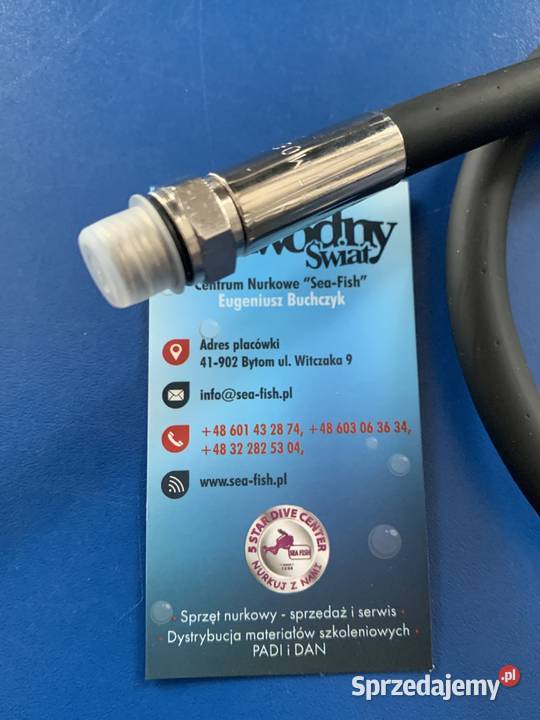 wodny
Świat
Centrum Nurkowe "Sea-Fish"
Eugeniusz Buchczyk
Adres placówki
41-902 Bytom ul. Witczaka 9
info@sea-fish.pl
+48 601 43 28 74, +48 603 06 36 34,
+48 32 282 53 04,
www.sea-fish.pl
5 STAR DIVE CENTER
SEA FISH
NURKUJ Z NAMI
· Sprzęt nurkowy - sprzedaż i serwis ·
· Dystrybucja materiałów szkoleniowych ·
PADI i DAN
Sprzedajemy.pl